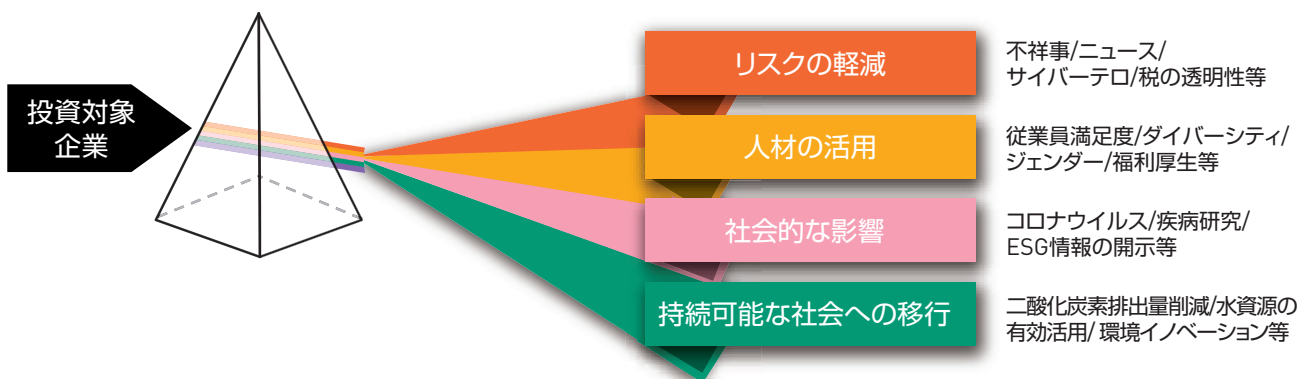 投資対象
企業
リスクの軽減
不祥事/ニュース/
サイバーテロ/税の透明性等
人材の活用
従業員満足度/ダイバーシティ/
ジェンダー/福利厚生等
社会的な影響
コロナウイルス/疾病研究/
ESG情報の開示等
持続可能な社会への移行
二酸化炭素排出量削減/水資源の
有効活用/ 環境イノベーション等